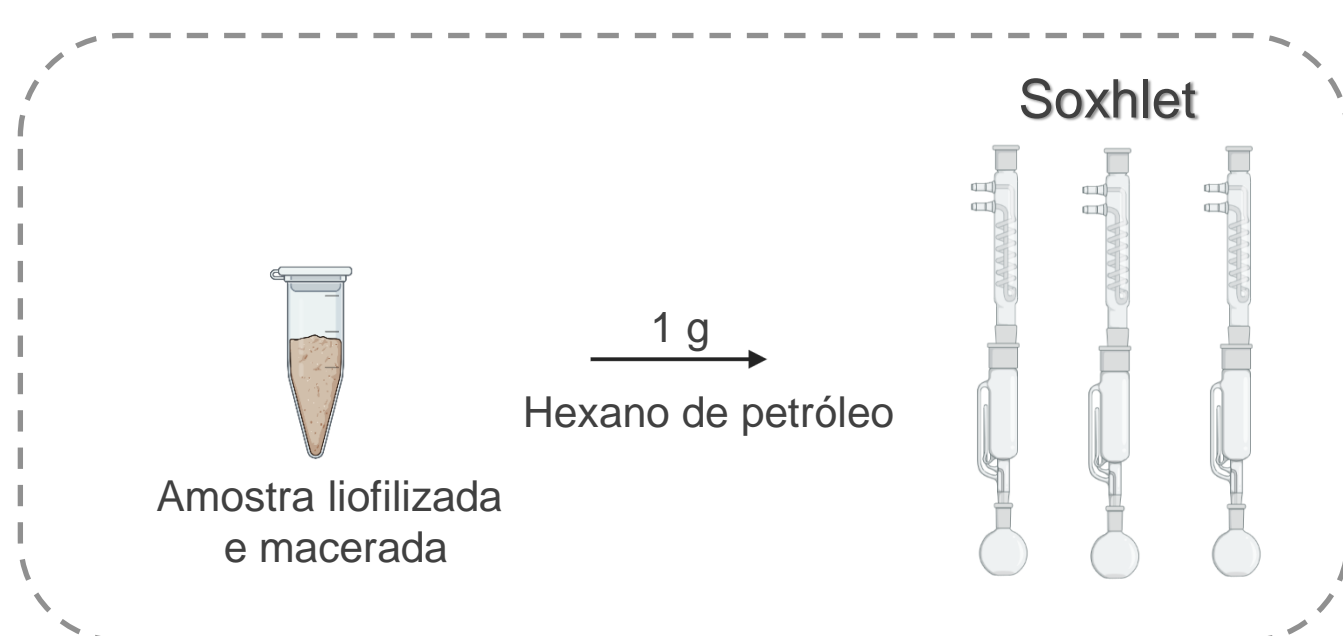 Soxhlet
1 g
Hexano de petróleo
Amostra liofilizada
e macerada